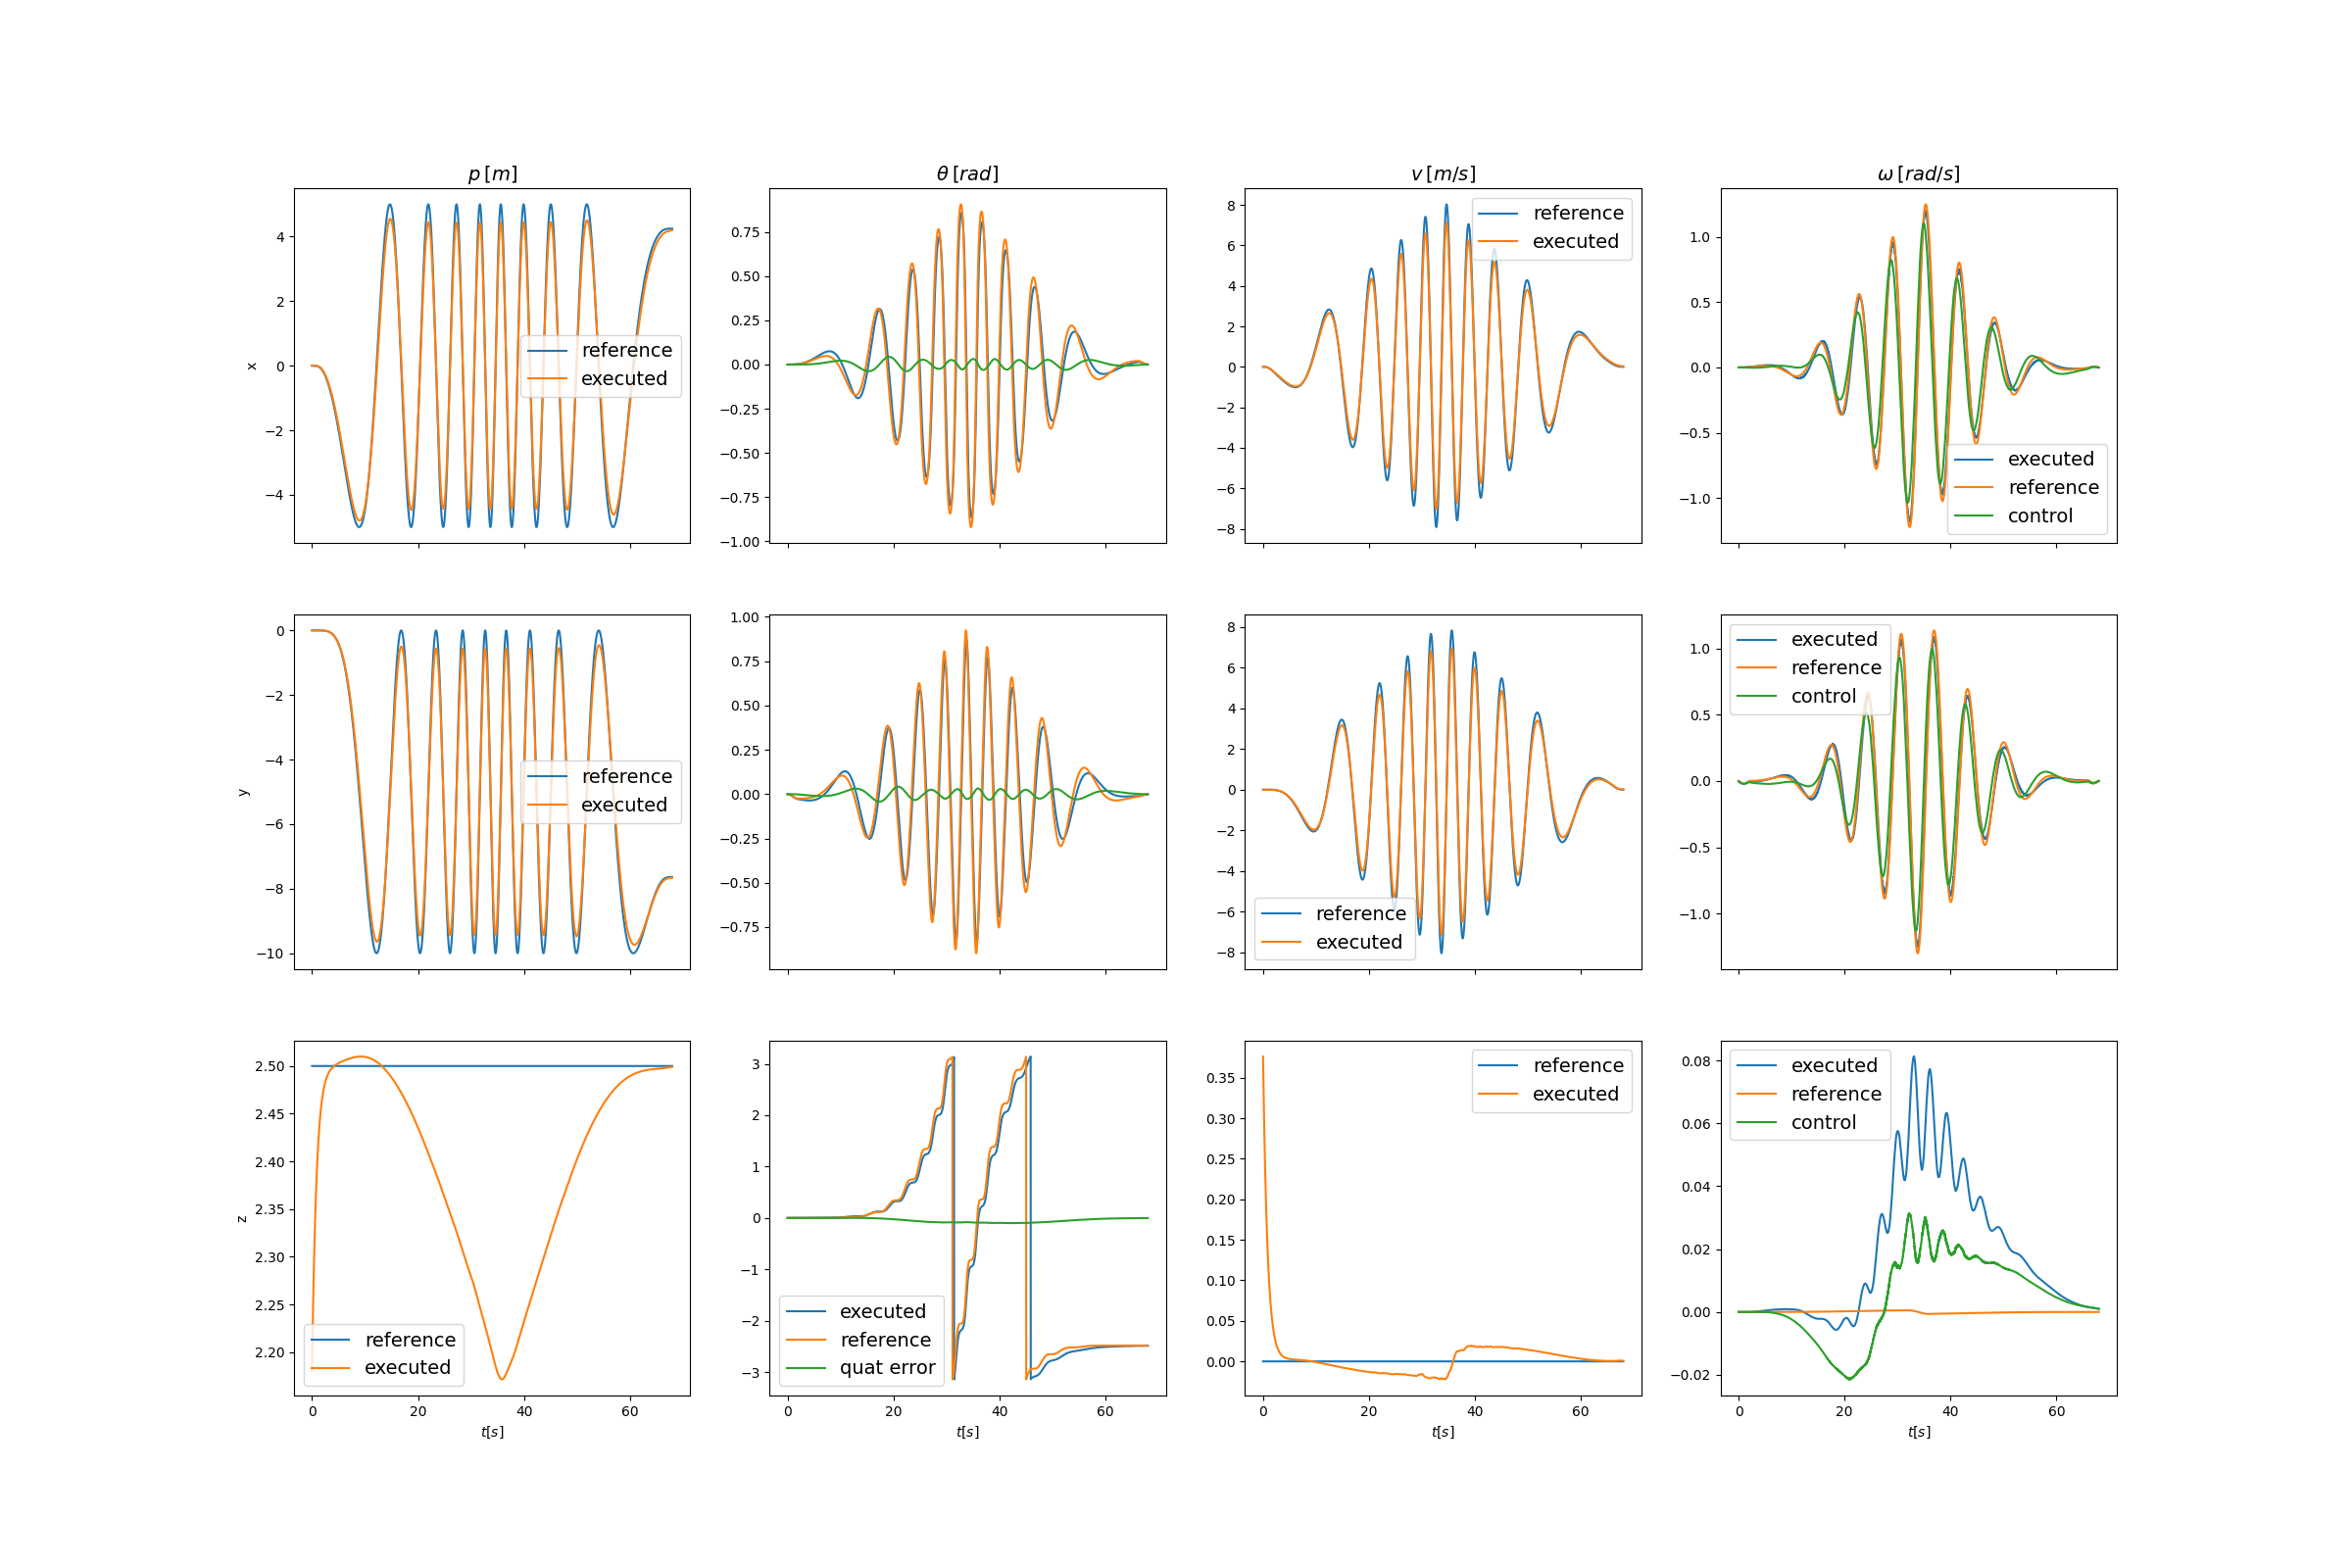 p [m]
θ [rad]
v [m/s]
ω [rad/s]
x
4
2
0
−2
−4
reference
executed
0.75
0.50
0.25
0.00
−0.25
−0.50
−0.75
−1.00
8
6
4
2
0
−2
−4
−6
−8
reference
executed
1.0
0.5
0.0
−0.5
−1.0
executed
reference
control
y
0
−2
−4
−6
−8
−10
reference
executed
1.00
0.75
0.50
0.25
0.00
−0.25
−0.50
−0.75
8
6
4
2
0
−2
−4
−6
−8
reference
executed
1.0
0.5
0.0
−0.5
−1.0
executed
reference
control
z
2.50
2.45
2.40
2.35
2.30
2.25
2.20
reference
executed
0 20 40 60
t[s]
3
2
1
0
−1
−2
−3
executed
reference
quat error
0 20 40 60
t[s]
0.35
0.30
0.25
0.20
0.15
0.10
0.05
0.00
reference
executed
0 20 40 60
t[s]
0.08
0.06
0.04
0.02
0.00
−0.02
executed
reference
control
0 20 40 60
t[s]